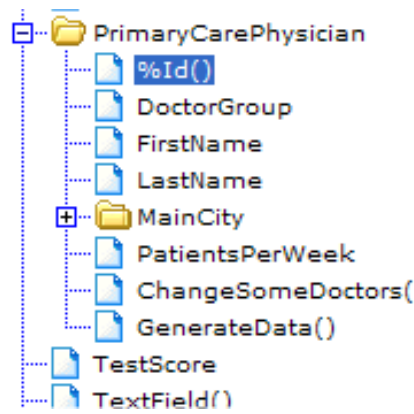 PrimaryCarePhysician
%Id()
DoctorGroup
FirstName
LastName
MainCity
PatientsPerWeek
ChangeSomeDoctors(
GenerateData()
TestScore
TextField()